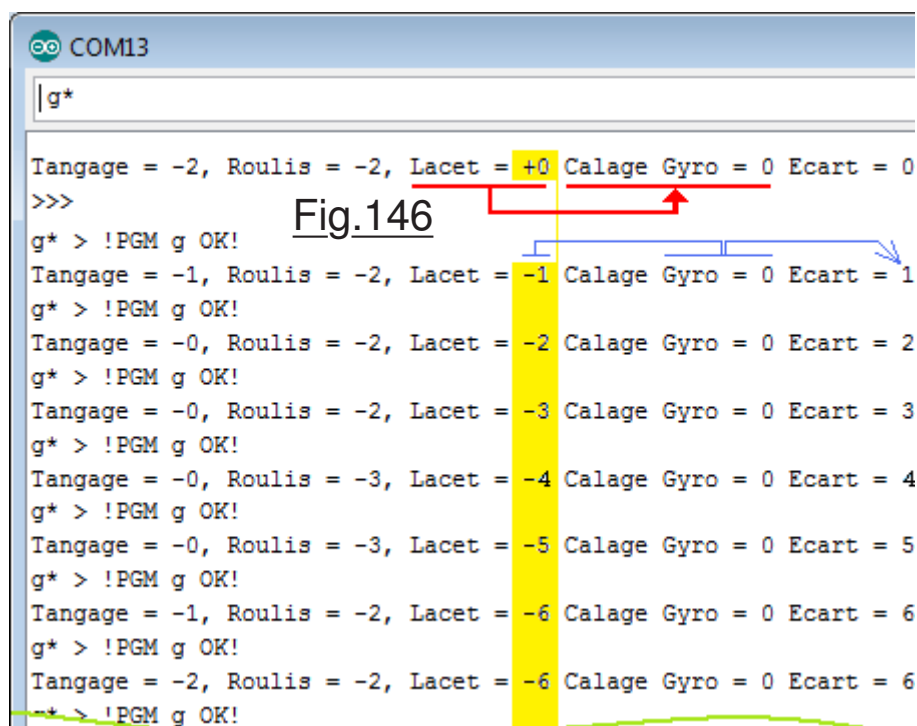 COM13
g*
Tangage = -2, Roulis = -2, Lacet = +0 Calage Gyro = 0 Ecart = 0
>>>
Fig.146
g* > !PGM g OK!
Tangage = -1, Roulis = -2, Lacet = -1 Calage Gyro = 0 Ecart = 1
g* > !PGM g OK!
Tangage = -0, Roulis = -2, Lacet = -2 Calage Gyro = 0 Ecart = 2
g* > !PGM g OK!
Tangage = -0, Roulis = -2, Lacet = -3 Calage Gyro = 0 Ecart = 3
g* > !PGM g OK!
Tangage = -0, Roulis = -3, Lacet = -4 Calage Gyro = 0 Ecart = 4
g* > !PGM g OK!
Tangage = -0, Roulis = -3, Lacet = -5 Calage Gyro = 0 Ecart = 5
g* > !PGM g OK!
Tangage = -1, Roulis = -2, Lacet = -6 Calage Gyro = 0 Ecart = 6
g* > !PGM g OK!
Tangage = -2, Roulis = -2, Lacet = -6 Calage Gyro = 0 Ecart = 6
g* > !PGM g OK!